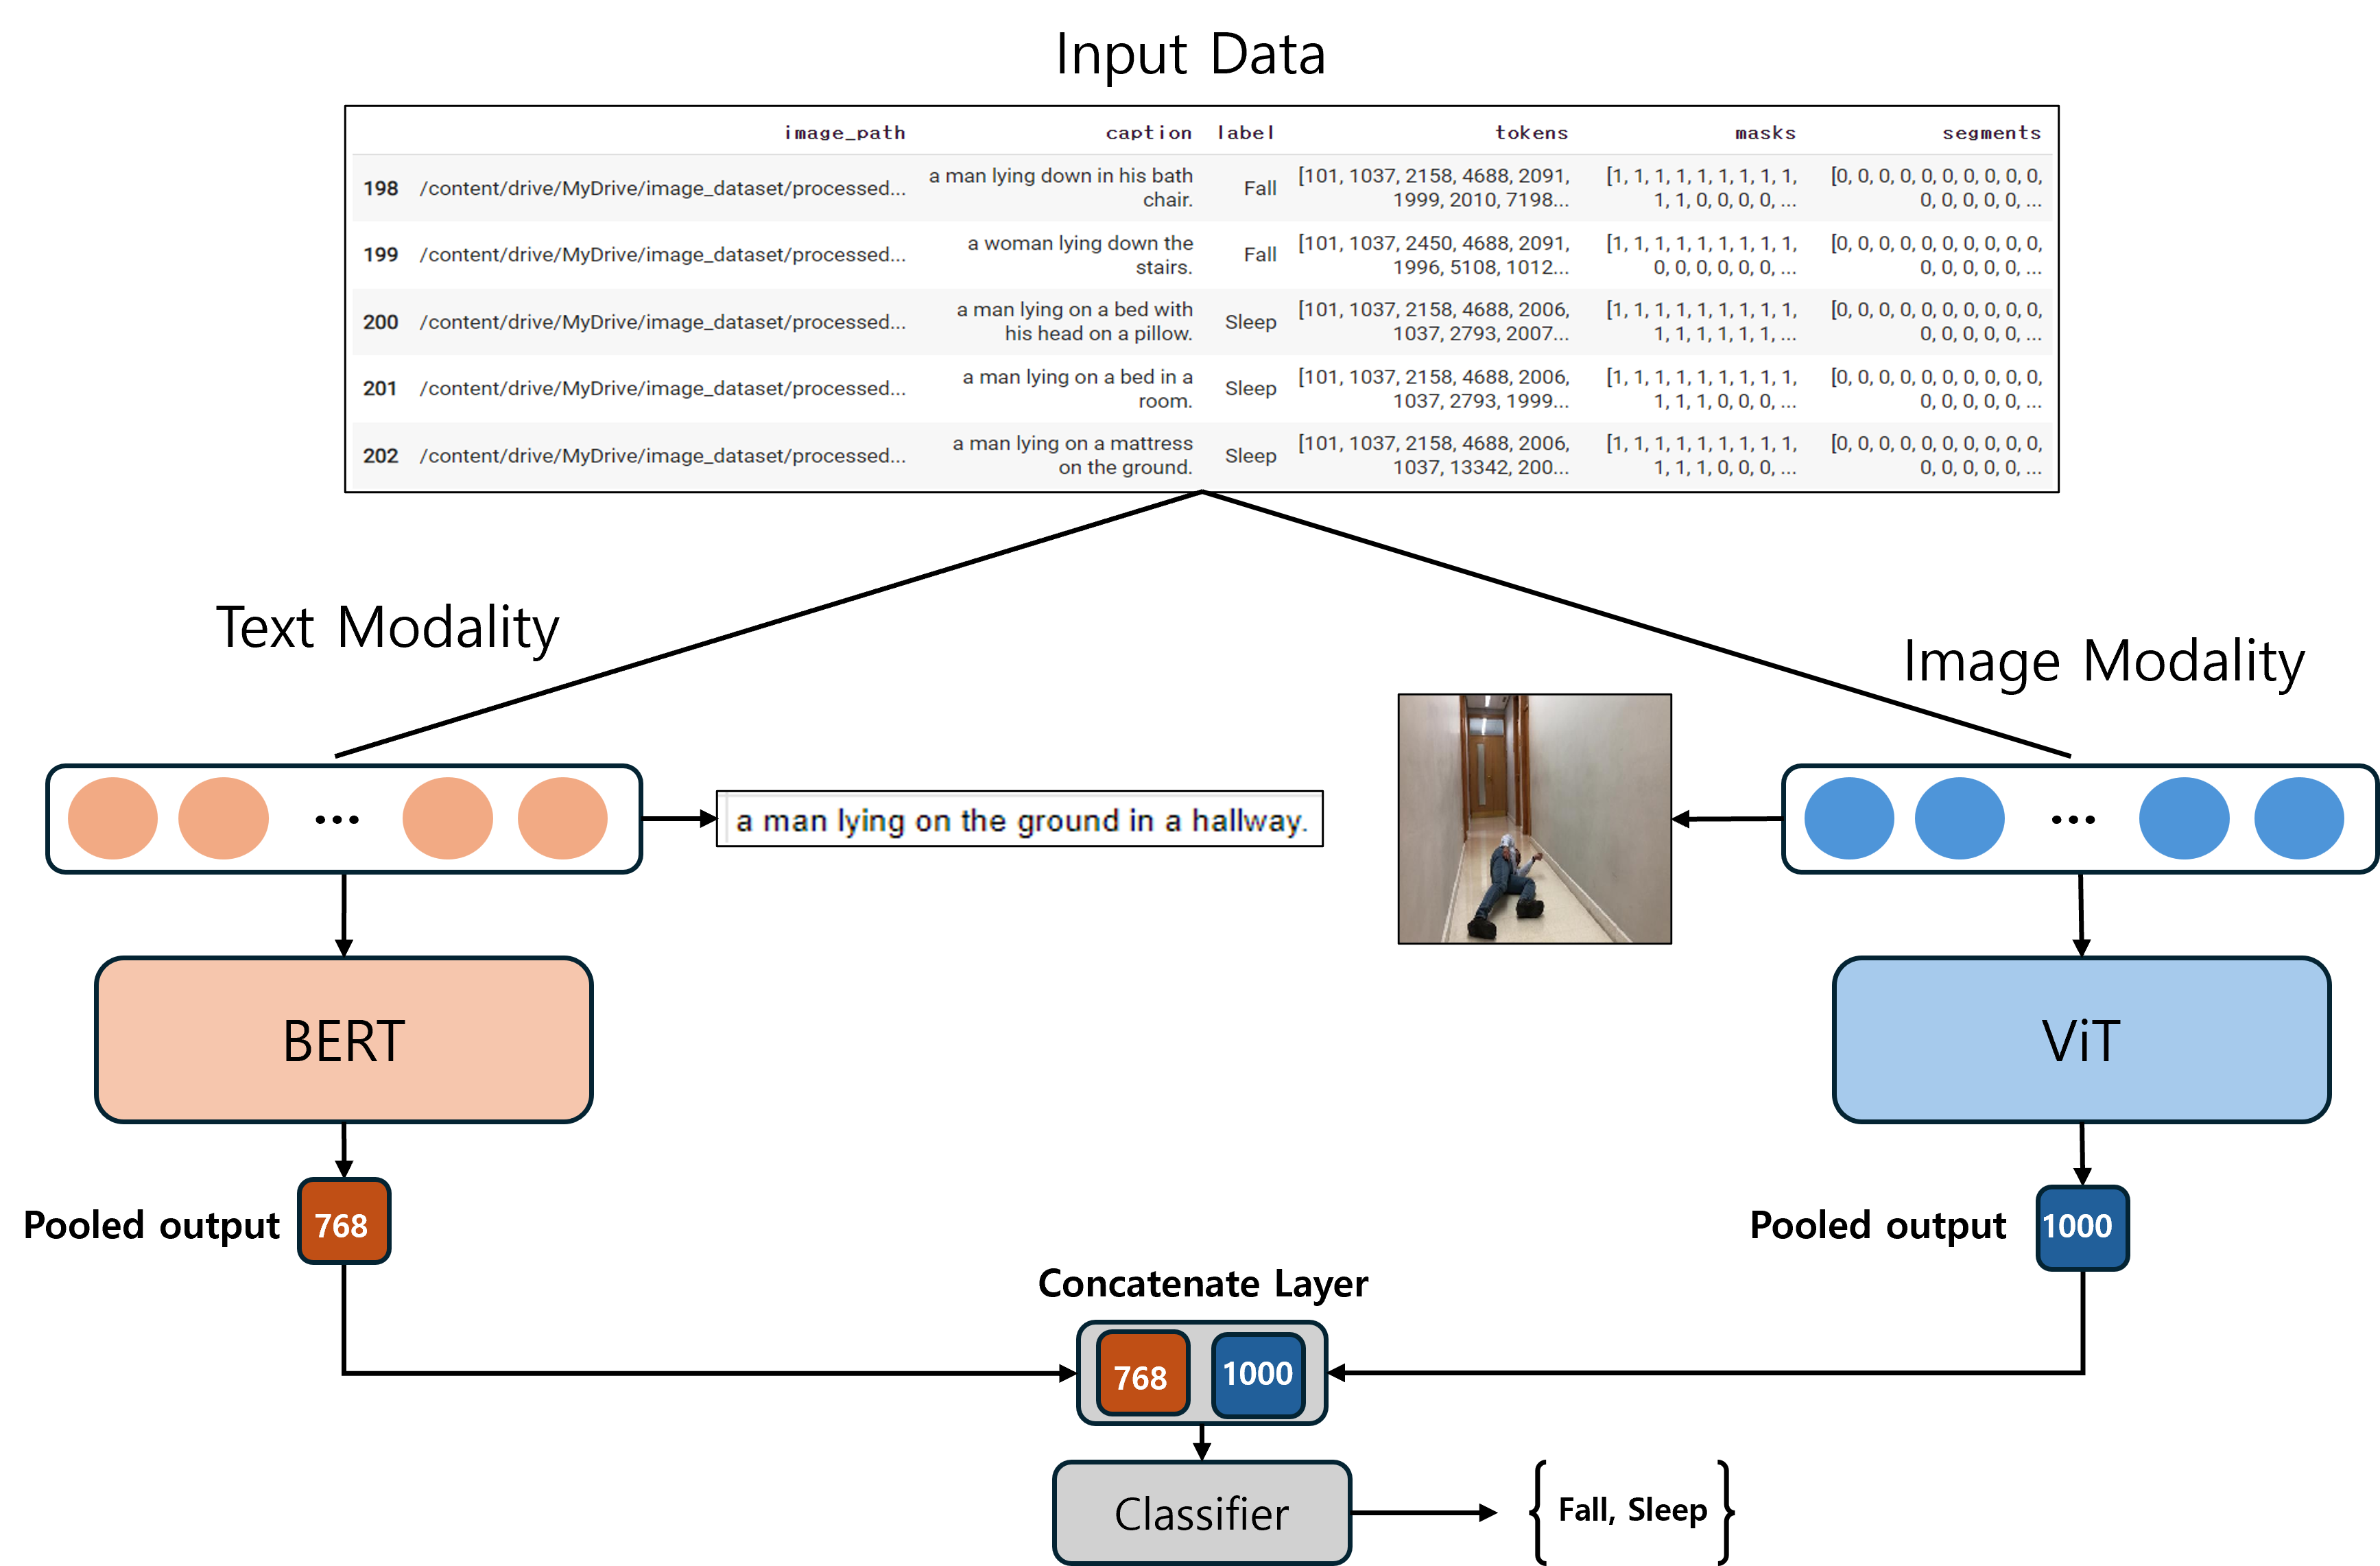 Input Data
image_path caption label tokens masks segments
198 /content/drive/MyDrive/image_dataset/processed... a man lying down in his bath chair. Fall [101, 1037, 2158, 4688, 2091, 1999, 2010, 7198... [1, 1, 1, 1, 1, 1, 1, 1, 1, 1, 1, 0, 0, 0, 0, ... [0, 0, 0, 0, 0, 0, 0, 0, 0, 0, 0, 0, 0, 0, 0, ...
199 /content/drive/MyDrive/image_dataset/processed... a woman lying down the stairs. Fall [101, 1037, 2450, 4688, 2091, 1996, 5108, 1012... [1, 1, 1, 1, 1, 1, 1, 1, 1, 0, 0, 0, 0, 0, 0, ... [0, 0, 0, 0, 0, 0, 0, 0, 0, 0, 0, 0, 0, 0, 0, ...
200 /content/drive/MyDrive/image_dataset/processed... a man lying on a bed with his head on a pillow. Sleep [101, 1037, 2158, 4688, 2006, 1037, 2793, 2007... [1, 1, 1, 1, 1, 1, 1, 1, 1, 1, 1, 1, 1, 1, 1, ... [0, 0, 0, 0, 0, 0, 0, 0, 0, 0, 0, 0, 0, 0, 0, ...
201 /content/drive/MyDrive/image_dataset/processed... a man lying on a bed in a room. Sleep [101, 1037, 2158, 4688, 2006, 1037, 2793, 1999... [1, 1, 1, 1, 1, 1, 1, 1, 1, 1, 1, 1, 0, 0, 0, ... [0, 0, 0, 0, 0, 0, 0, 0, 0, 0, 0, 0, 0, 0, 0, ...
202 /content/drive/MyDrive/image_dataset/processed... a man lying on a mattress on the ground. Sleep [101, 1037, 2158, 4688, 2006, 1037, 13342, 200... [1, 1, 1, 1, 1, 1, 1, 1, 1, 1, 1, 1, 0, 0, 0, ... [0, 0, 0, 0, 0, 0, 0, 0, 0, 0, 0, 0, 0, 0, 0, ...
Text Modality
Image Modality
...
a man lying on the ground in a hallway.
...
BERT
ViT
Pooled output 768
Pooled output 1000
Concatenate Layer
768 1000
Classifier
{ Fall, Sleep }